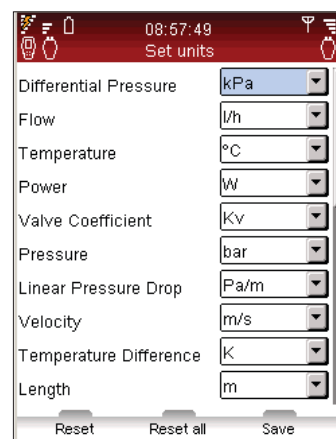 08:57:49
Set units
Differential Pressure kPa
Flow l/h
Temperature °C
Power W
Valve Coefficient Kv
Pressure bar
Linear Pressure Drop Pa/m
Velocity m/s
Temperature Difference K
Length m
Reset Reset all Save